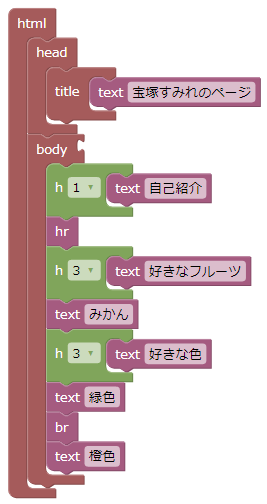 html
head
title text 宝塚すみれのページ
body
h 1 text 自己紹介
hr
h 3 text 好きなフルーツ
text みかん
h 3 text 好きな色
text 緑色
br
text 橙色